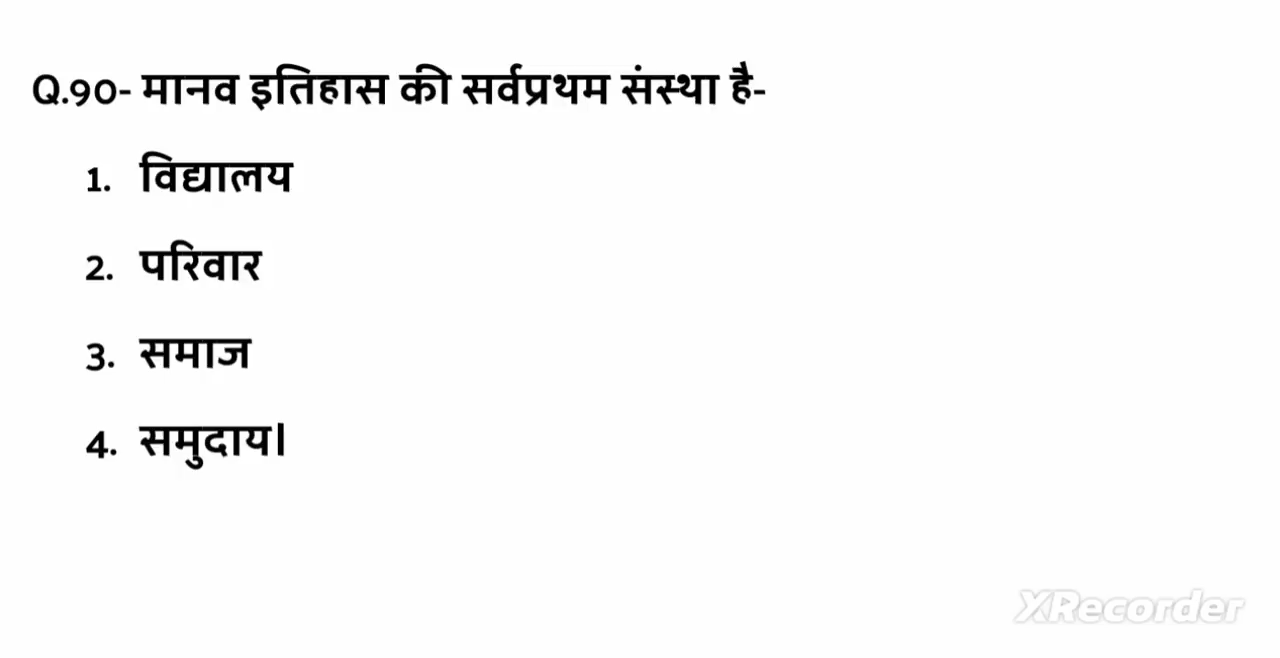 Q.90- मानव इतिहास की सर्वप्रथम संस्था है-
1. विद्यालय
2. परिवार
3. समाज
4. समुदाय।
XRecorder